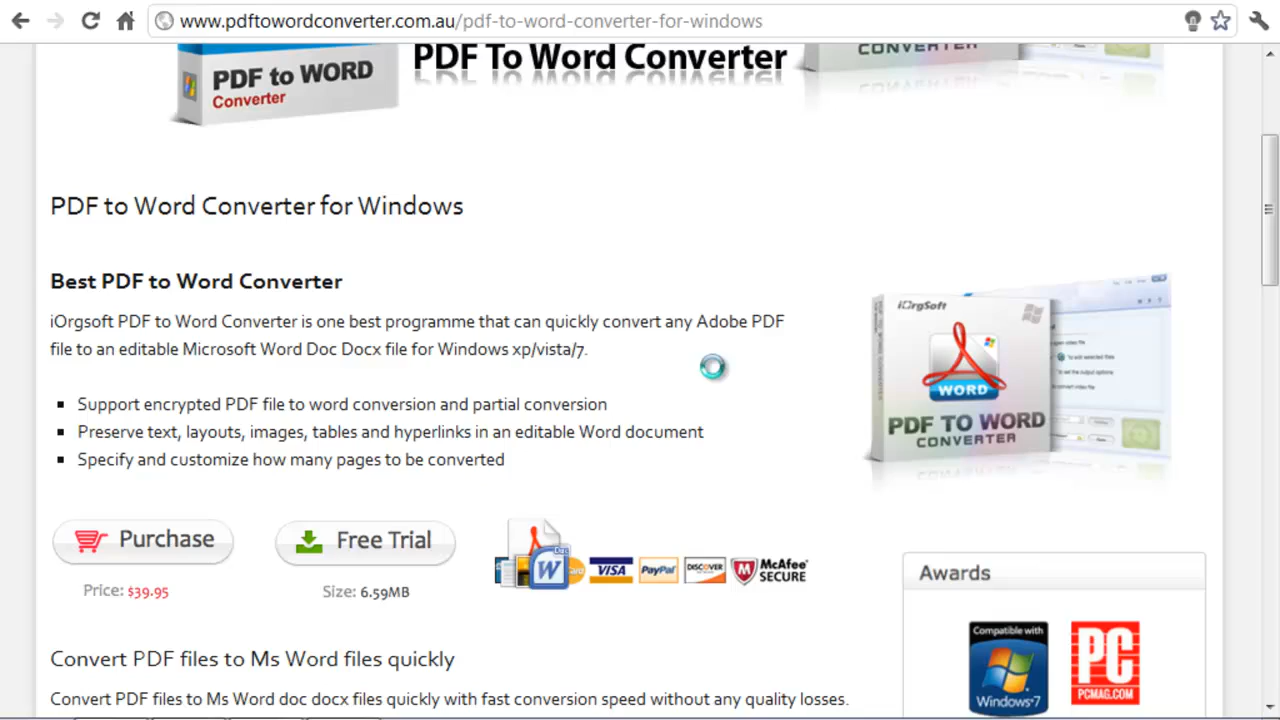 www.pdftowordconverter.com.au/pdf-to-word-converter-for-windows
PDF to WORD
Converter
PDF To Word Converter
CONVERTER
PDF to Word Converter for Windows
Best PDF to Word Converter
iOrgsoft PDF to Word Converter is one best programme that can quickly convert any Adobe PDF
file to an editable Microsoft Word Doc Docx file for Windows xp/vista/7.
Support encrypted PDF file to word conversion and partial conversion
Preserve text, layouts, images, tables and hyperlinks in an editable Word document
Specify and customize how many pages to be converted
iOrgSoft
WORD
PDF TO WORD
CONVERTER
Purchase
Free Trial
Price: $39.95
Size: 6.59MB
Doc
W
VISA
PayPal
DISCOVER
McAfee
SECURE
Awards
Compatible with
Windows 7
PC
PCMAG.COM
Convert PDF files to Ms Word files quickly
Convert PDF files to Ms Word doc docx files quickly with fast conversion speed without any quality losses.